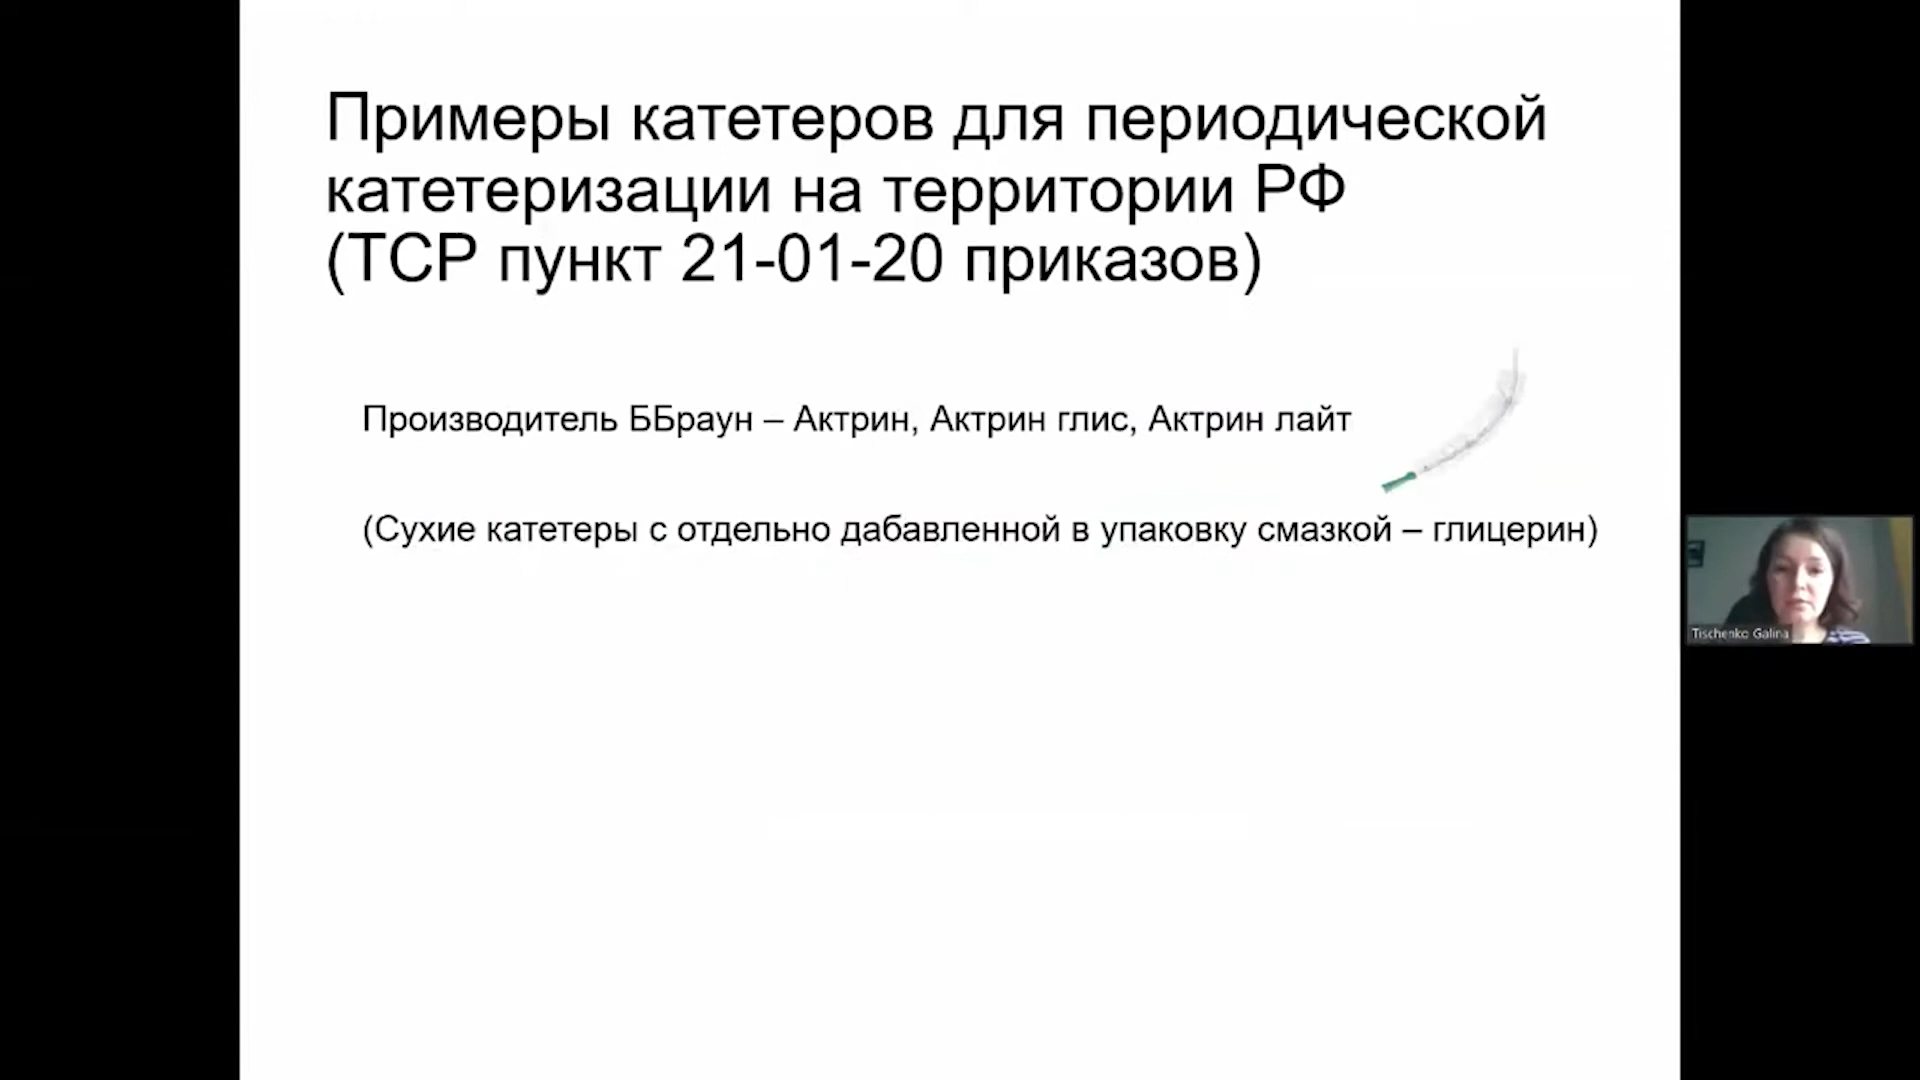 Примеры катетеров для периодической
катетеризации на территории РФ
(ТСР пункт 21-01-20 приказов)
Производитель ББраун – Актрин, Актрин глис, Актрин лайт
(Сухие катетеры с отдельно дабавленной в упаковку смазкой – глицерин)
Tischenko Galina